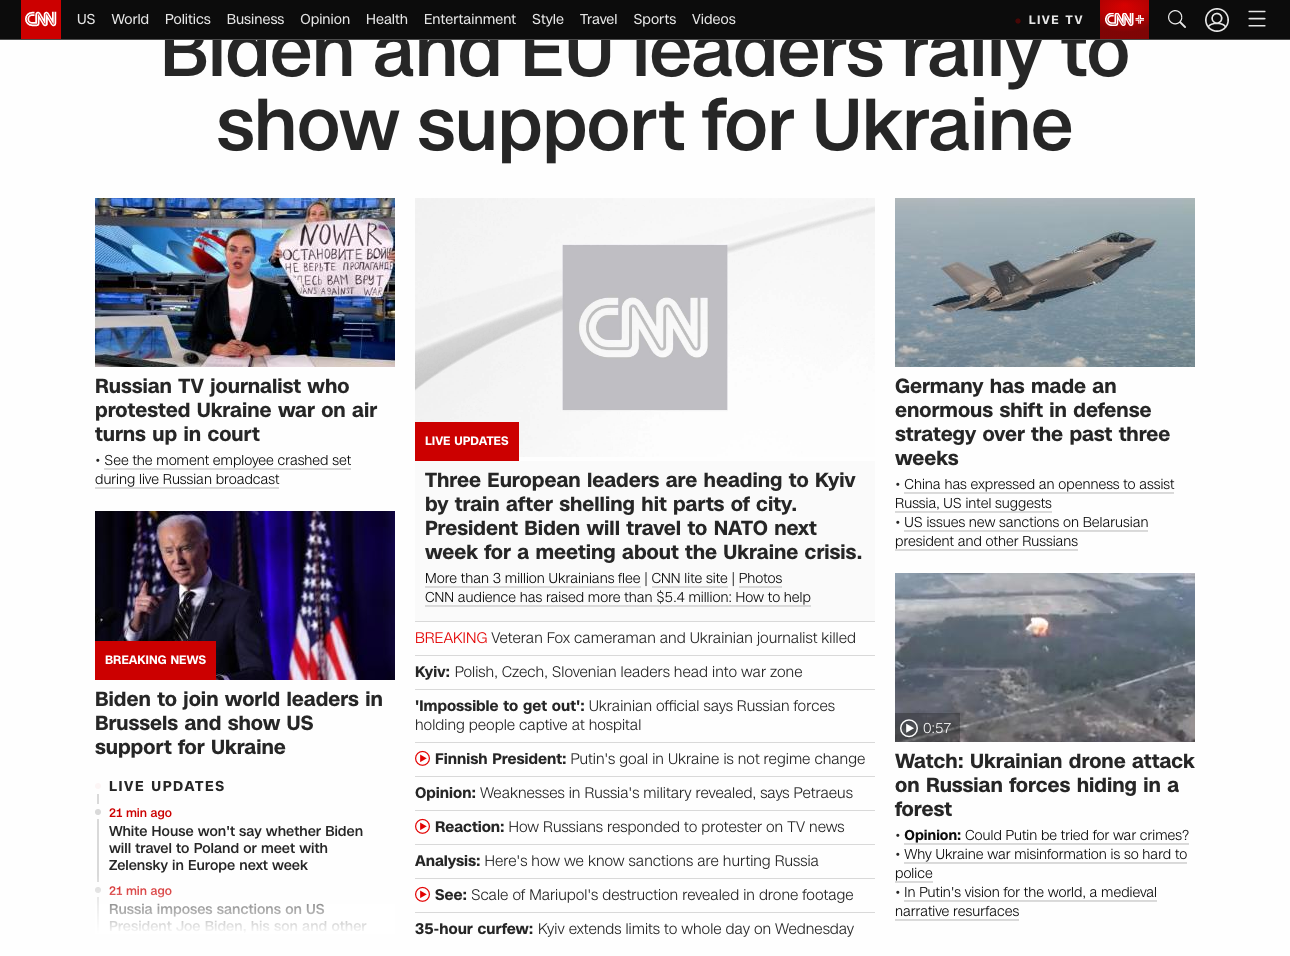 CNN
US World Politics Business Opinion Health Entertainment Style Travel Sports Videos
LIVE TV
CNN+
Biden and EU leaders rally to
show support for Ukraine
NO WAR
ОСТАНОВИТЕ ВОЙ
НЕ ВЕРЬТЕ ПРОПАГАНДЕ
ЗДЕСЬ ВАМ ВРУТ
IANS AGAINST WAR
Russian TV journalist who
protested Ukraine war on air
turns up in court
• See the moment employee crashed set
during live Russian broadcast
BREAKING NEWS
Biden to join world leaders in
Brussels and show US
support for Ukraine
LIVE UPDATES
21 min ago
White House won't say whether Biden
will travel to Poland or meet with
Zelensky in Europe next week
21 min ago
Russia imposes sanctions on US
President Joe Biden, his son and other
CNN
LIVE UPDATES
Three European leaders are heading to Kyiv
by train after shelling hit parts of city.
President Biden will travel to NATO next
week for a meeting about the Ukraine crisis.
More than 3 million Ukrainians flee | CNN lite site | Photos
CNN audience has raised more than $5.4 million: How to help
BREAKING Veteran Fox cameraman and Ukrainian journalist killed
Kyiv: Polish, Czech, Slovenian leaders head into war zone
'Impossible to get out': Ukrainian official says Russian forces
holding people captive at hospital
Finnish President: Putin's goal in Ukraine is not regime change
Opinion: Weaknesses in Russia's military revealed, says Petraeus
Reaction: How Russians responded to protester on TV news
Analysis: Here's how we know sanctions are hurting Russia
See: Scale of Mariupol's destruction revealed in drone footage
35-hour curfew: Kyiv extends limits to whole day on Wednesday
Germany has made an
enormous shift in defense
strategy over the past three
weeks
• China has expressed an openness to assist
Russia, US intel suggests
• US issues new sanctions on Belarusian
president and other Russians
0:57
Watch: Ukrainian drone attack
on Russian forces hiding in a
forest
• Opinion: Could Putin be tried for war crimes?
• Why Ukraine war misinformation is so hard to
police
• In Putin's vision for the world, a medieval
narrative resurfaces